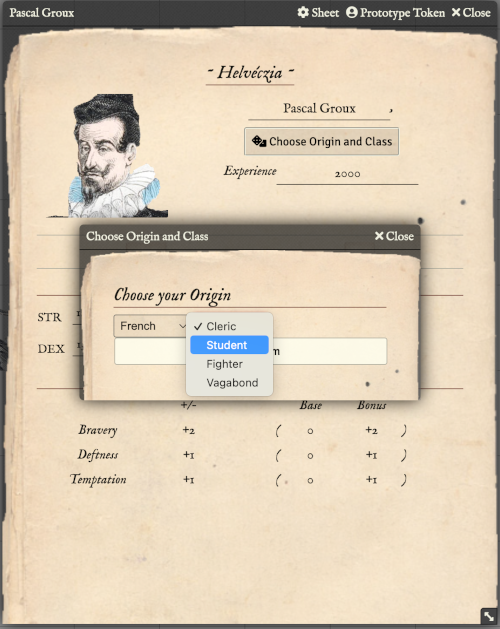 Pascal Groux Sheet Prototype Token Close
~ Helvéczia ~
Pascal Groux ,
Choose Origin and Class
Experience 2000
Choose Origin and Class Close
Choose your Origin
STR
French ✓ Cleric
Student
DEX
Fighter
Vagabond
+/- Base Bonus
Bravery +2 ( 0 +2 )
Deftness +1 ( 0 +1 )
Temptation +1 ( 0 +1 )